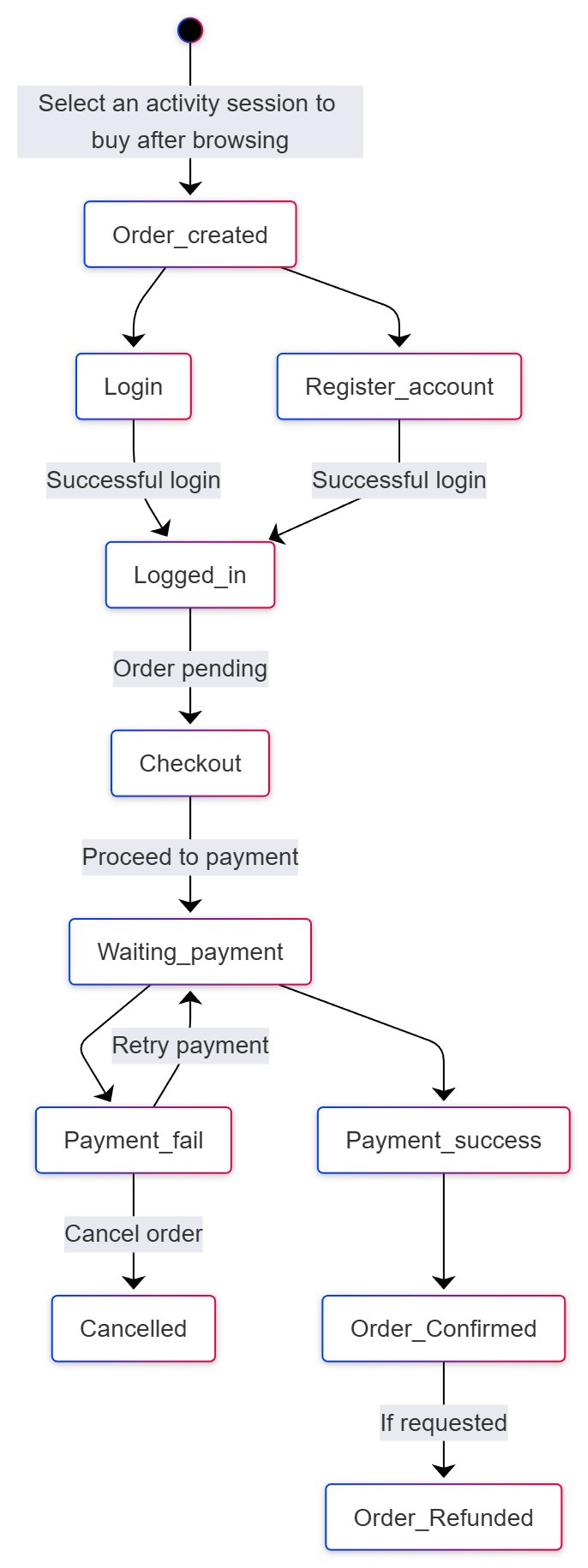 Select an activity session to
buy after browsing
Order_created
Login
Register_account
Successful login
Successful login
Logged_in
Order pending
Checkout
Proceed to payment
Waiting_payment
Retry payment
Payment_fail
Payment_success
Cancel order
Cancelled
Order_Confirmed
If requested
Order_Refunded